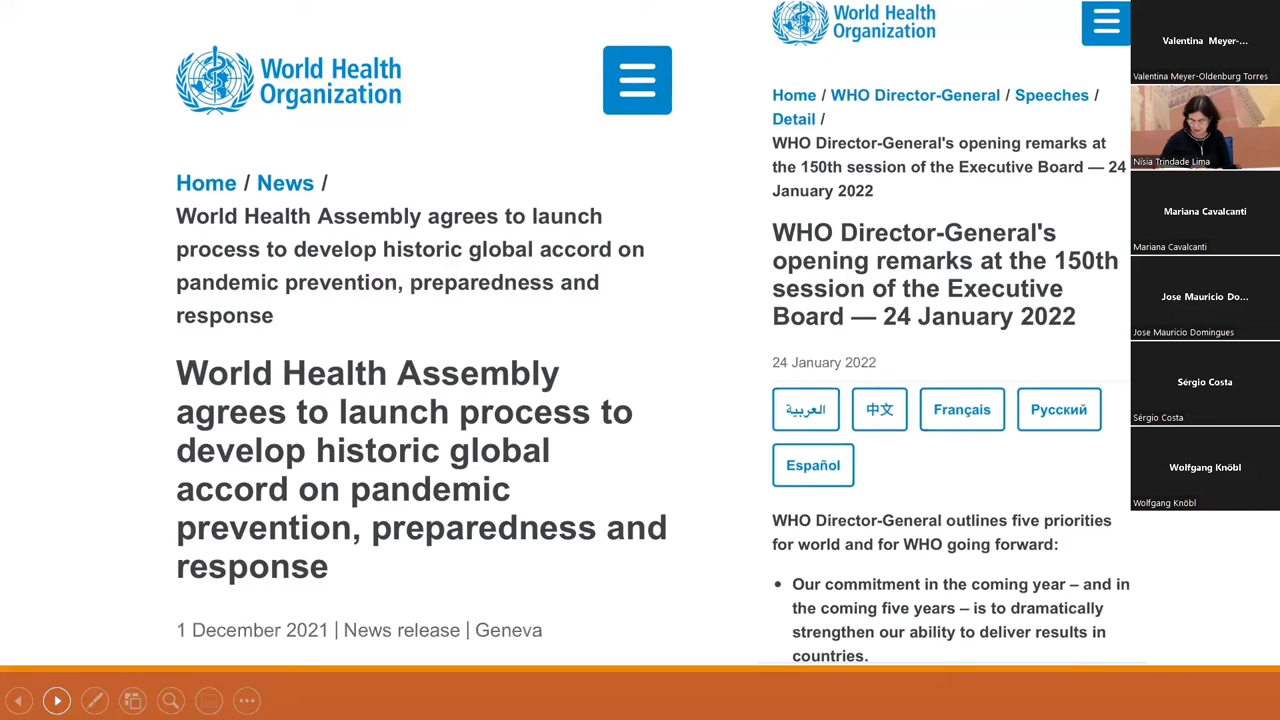 World Health
Organization
Home / News /
World Health Assembly agrees to launch
process to develop historic global accord on
pandemic prevention, preparedness and
response
World Health Assembly
agrees to launch process to
develop historic global
accord on pandemic
prevention, preparedness and
response
1 December 2021 | News release | Geneva
World Health
Organization
Home / WHO Director-General / Speeches /
Detail /
WHO Director-General's opening remarks at
the 150th session of the Executive Board — 24
January 2022
WHO Director-General's
opening remarks at the 150th
session of the Executive
Board — 24 January 2022
24 January 2022
العربية 中文 Français Русский
Español
WHO Director-General outlines five priorities
for world and for WHO going forward:
• Our commitment in the coming year – and in
the coming five years – is to dramatically
strengthen our ability to deliver results in
countries.
Valentina Meyer-...
Valentina Meyer-Oldenburg Torres
Nísia Trindade Lima
Mariana Cavalcanti
Mariana Cavalcanti
Jose Mauricio Do...
Jose Mauricio Domingues
Sérgio Costa
Sérgio Costa
Wolfgang Knöbl
Wolfgang Knöbl